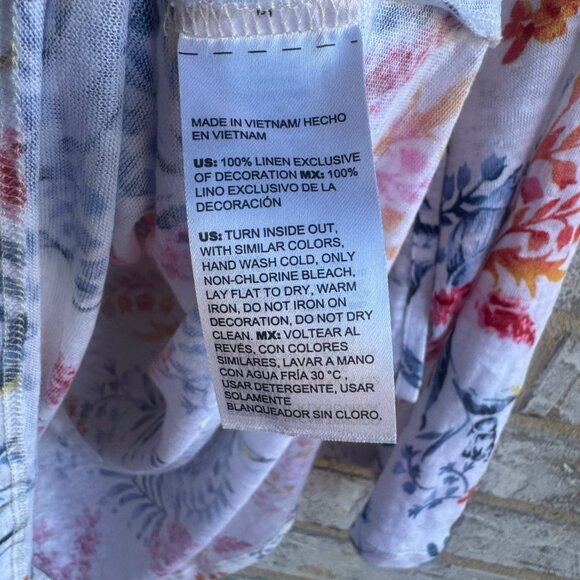 MADE IN VIETNAM/ HECHO
EN VIETNAM
US: 100% LINEN EXCLUSIVE
OF DECORATION MX: 100%
LINO EXCLUSIVO DE LA
DECORACIÓN
US: TURN INSIDE OUT,
WITH SIMILAR COLORS,
HAND WASH COLD, ONLY
NON-CHLORINE BLEACH,
LAY FLAT TO DRY, WARM
IRON, DO NOT IRON ON
DECORATION, DO NOT DRY
CLEAN. MX: VOLTEAR AL
REVÉS, CON COLORES
SIMILARES, LAVAR A MANO
CON AGUA FRÍA 30 °C ,
USAR DETERGENTE, USAR
SOLAMENTE
BLANQUEADOR SIN CLORO,